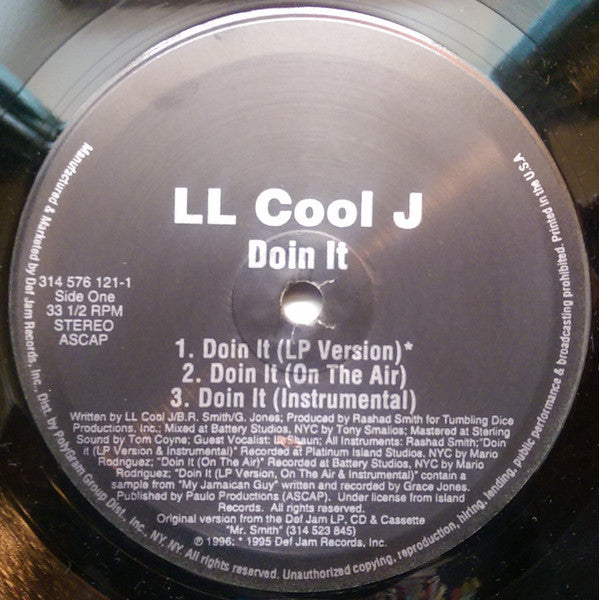 LL Cool J
Doin It
314 576 121-1
Side One
33 1/2 RPM
STEREO
ASCAP
1. Doin It (LP Version)*
2. Doin It (On The Air)
3. Doin It (Instrumental)
Written by LL Cool J/B.R. Smith/G. Jones; Produced by Rashad Smith for Tumbling Dice
Productions, Inc.; Mixed at Battery Studios, NYC by Tony Smalios; Mastered at Sterling
Sound by Tom Coyne; Guest Vocalist: Shaun; All Instruments: Rashad Smith; "Doin
it (LP Version & Instrumental)" Recorded at Platinum Island Studios, NYC by Mario
Rodriguez; "Doin It (On The Air)" Recorded at Battery Studios, NYC by Mario
Rodriguez; "Doin It (LP Version, On The Air & Instrumental)" contain a
sample from "My Jamaican Guy" written and recorded by Grace Jones.
Published by Paulo Productions (ASCAP). Under license from Island
Records. All rights reserved.
Original version from the Def Jam LP, CD & Cassette
"Mr. Smith" (314 523 845)
℗ 1996; * 1995 Def Jam Records, Inc.
Manufactured & Marketed by Def Jam Records, Inc., Dist. by PolyGram Group Dist. Inc. NY, NY All rights reserved. Unauthorized copying, reproduction, hiring, lending, public performance & broadcasting prohibited. Printed in the U.S.A